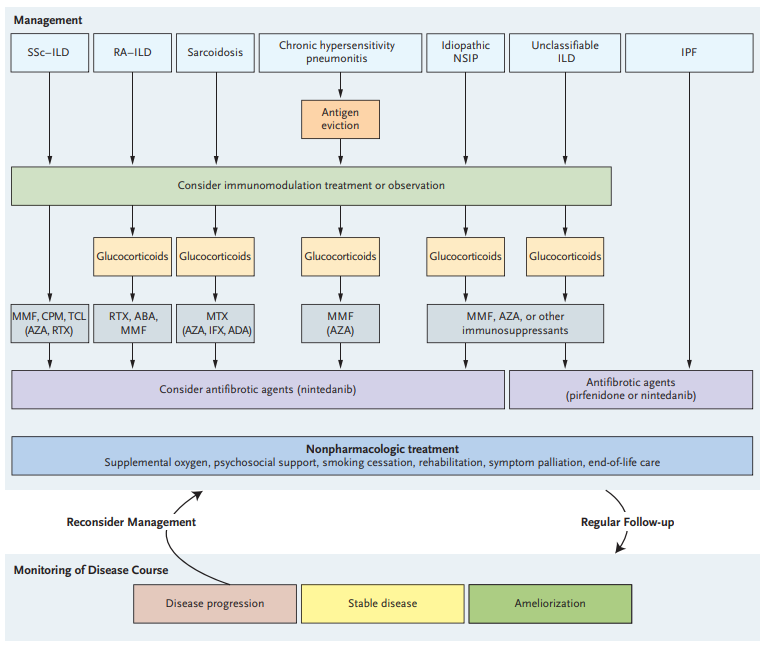 Management
SSc–ILD
RA–ILD
Sarcoidosis
Chronic hypersensitivity
pneumonitis
Idiopathic
NSIP
Unclassifiable
ILD
IPF
Antigen
eviction
Consider immunomodulation treatment or observation
Glucocorticoids
Glucocorticoids
Glucocorticoids
Glucocorticoids
Glucocorticoids
MMF, CPM, TCL
(AZA, RTX)
RTX, ABA,
MMF
MTX
(AZA, IFX, ADA)
MMF
(AZA)
MMF, AZA, or other
immunosuppressants
Consider antifibrotic agents (nintedanib)
Antifibrotic agents
(pirfenidone or nintedanib)
Nonpharmacologic treatment
Supplemental oxygen, psychosocial support, smoking cessation, rehabilitation, symptom palliation, end-of-life care
Reconsider Management
Regular Follow-up
Monitoring of Disease Course
Disease progression
Stable disease
Ameliorization